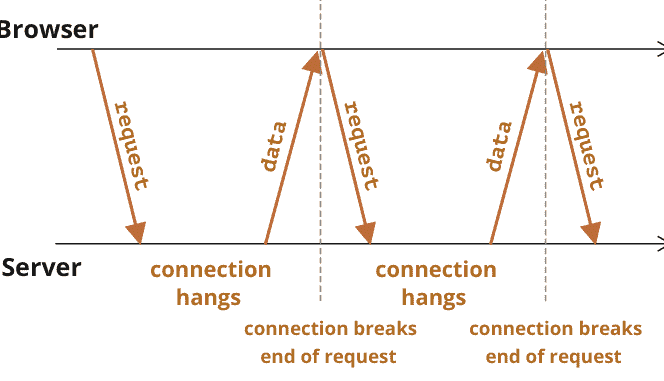 Browser
request
data
request
data
request
Server
connection
hangs
connection
hangs
connection breaks
end of request
connection breaks
end of request